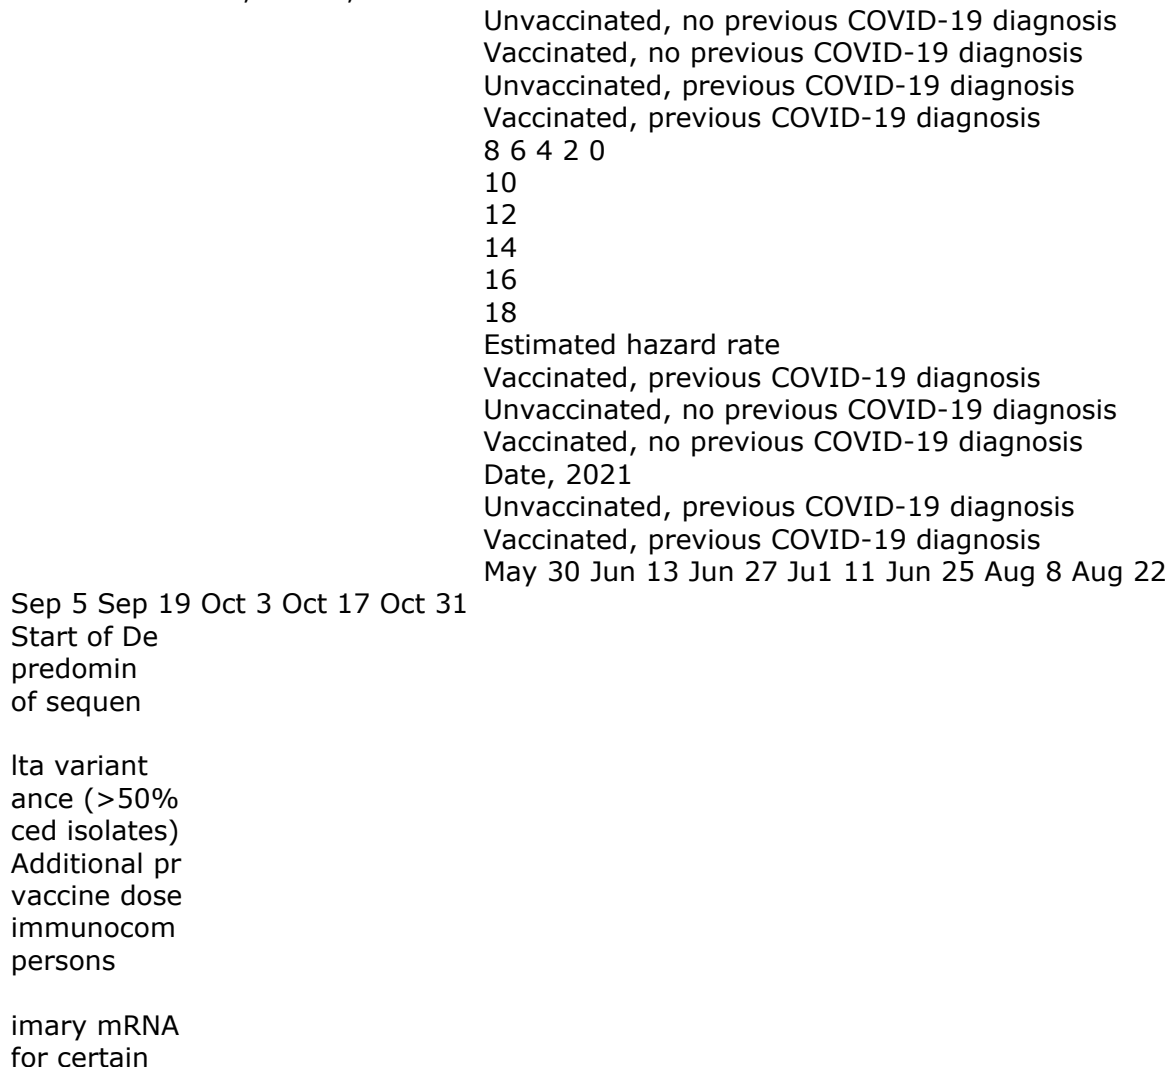 Unvaccinated, no previous COVID-19 diagnosis
Vaccinated, no previous COVID-19 diagnosis
Unvaccinated, previous COVID-19 diagnosis
Vaccinated, previous COVID-19 diagnosis
8 6 4 2 0
10
12
14
16
18
Estimated hazard rate
Vaccinated, previous COVID-19 diagnosis
Unvaccinated, no previous COVID-19 diagnosis
Vaccinated, no previous COVID-19 diagnosis
Date, 2021
Unvaccinated, previous COVID-19 diagnosis
Vaccinated, previous COVID-19 diagnosis
May 30 Jun 13 Jun 27 Ju1 11 Jun 25 Aug 8 Aug 22
Sep 5 Sep 19 Oct 3 Oct 17 Oct 31
Start of De
predomin
of sequen
lta variant
ance (>50%
ced isolates)
Additional pr
vaccine dose
immunocom
persons
imary mRNA
for certain